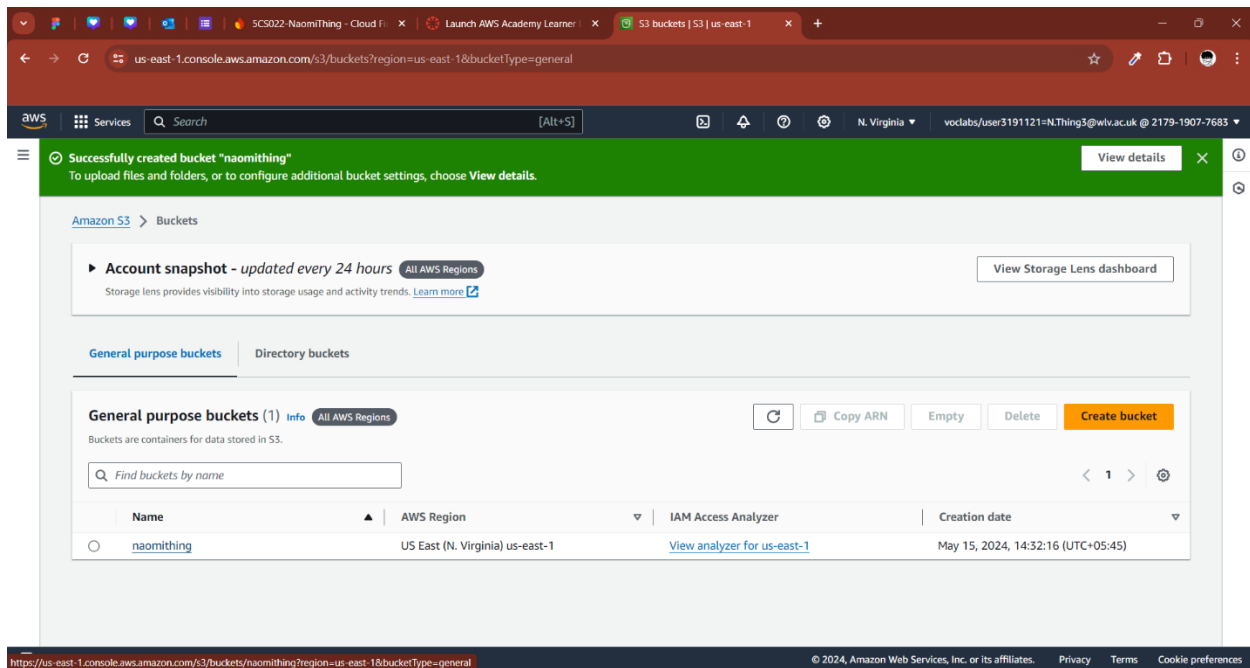 5CS022-NaomiThing - Cloud Fi
Launch AWS Academy Learner L
S3 buckets | S3 | us-east-1
us-east-1.console.aws.amazon.com/s3/buckets?region=us-east-1&bucketType=general
aws
Services
Search
[Alt+S]
N. Virginia
voclabs/user3191121=N.Thing3@wlv.ac.uk @ 2179-1907-7683
Successfully created bucket "naomithing"
To upload files and folders, or to configure additional bucket settings, choose View details.
View details
Amazon S3 > Buckets
Account snapshot - updated every 24 hours All AWS Regions
Storage lens provides visibility into storage usage and activity trends. Learn more
View Storage Lens dashboard
General purpose buckets
Directory buckets
General purpose buckets (1) Info All AWS Regions
Buckets are containers for data stored in S3.
Copy ARN
Empty
Delete
Create bucket
Find buckets by name
1
Name
AWS Region
IAM Access Analyzer
Creation date
naomithing
US East (N. Virginia) us-east-1
View analyzer for us-east-1
May 15, 2024, 14:32:16 (UTC+05:45)
https://us-east-1.console.aws.amazon.com/s3/buckets/naomithing?region=us-east-1&bucketType=general
© 2024, Amazon Web Services, Inc. or its affiliates.
Privacy
Terms
Cookie preferences